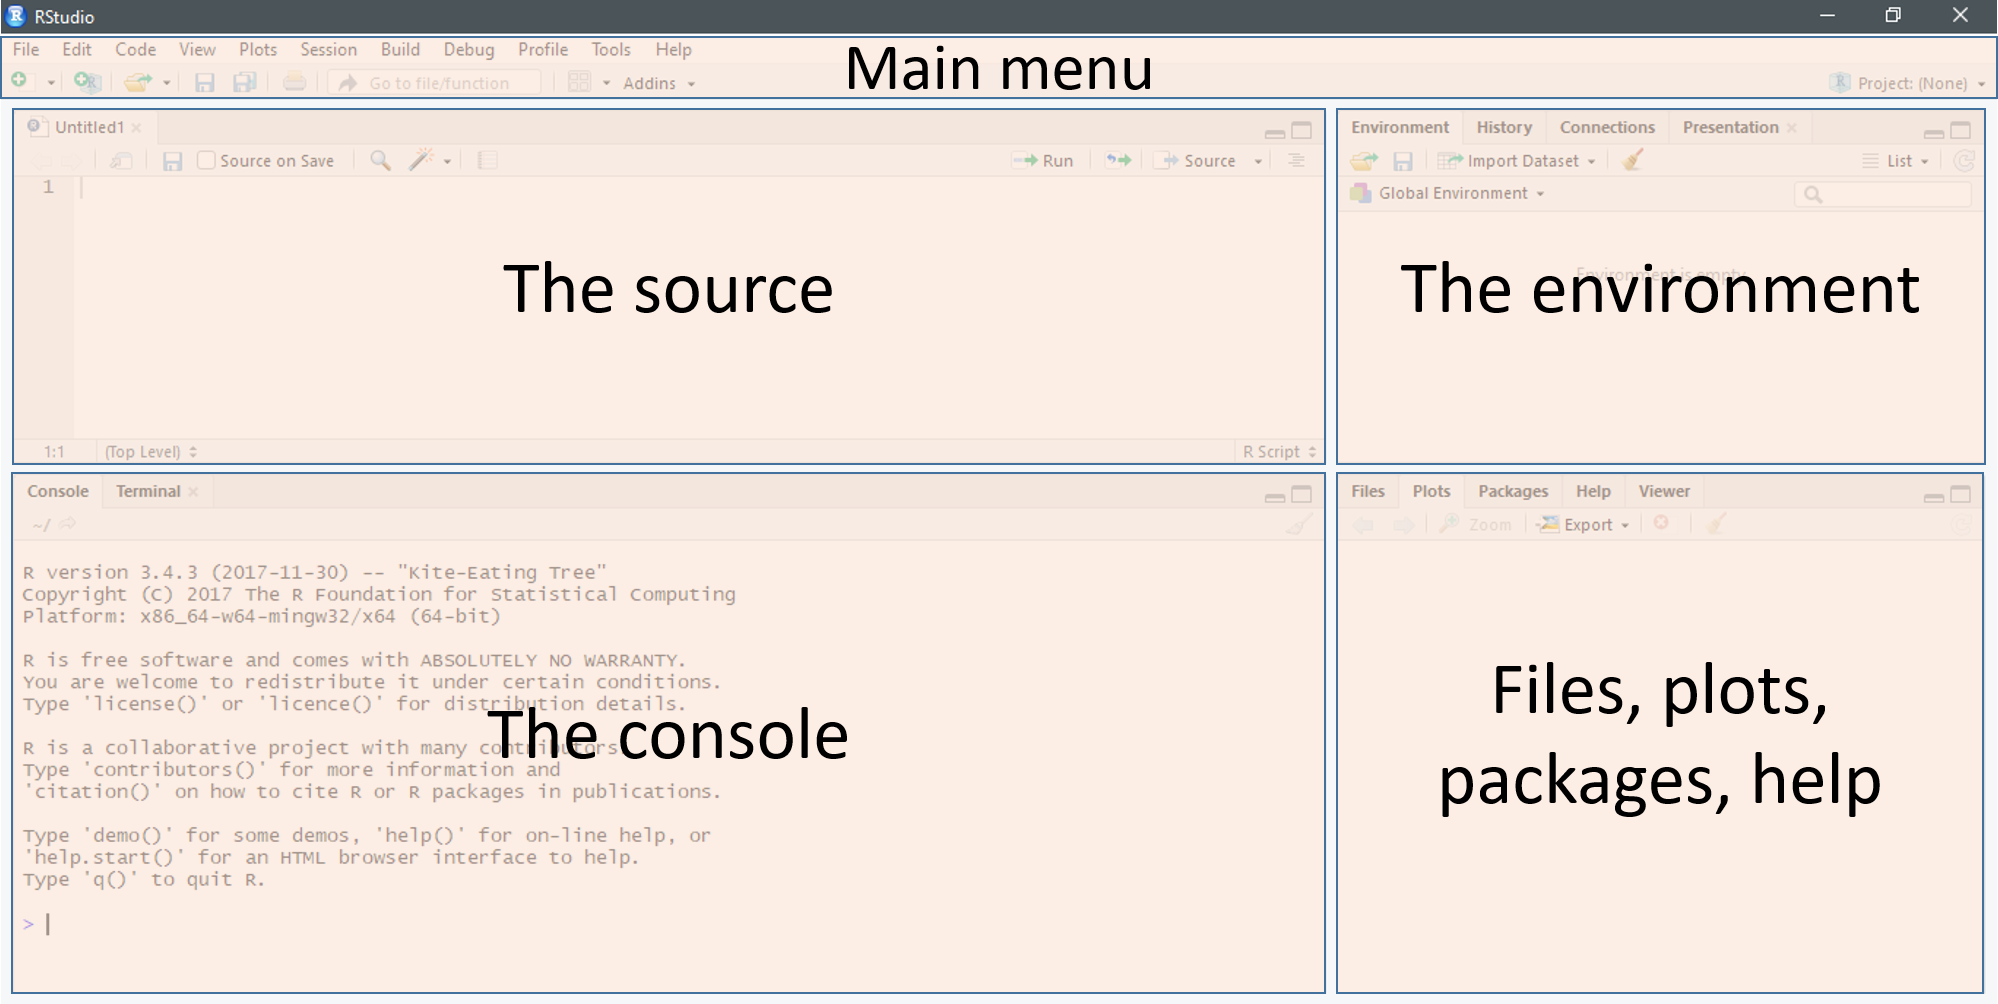 RStudio
File Edit Code View Plots Session Build Debug Profile Tools Help
Main menu
Go to file/function Addins Project: (None)
Untitled1
Source on Save Run Source
1
The source
1:1 (Top Level) R Script
Environment History Connections Presentation
Import Dataset List
Global Environment
Environment is empty
The environment
Console Terminal
~/
R version 3.4.3 (2017-11-30) -- "Kite-Eating Tree"
Copyright (C) 2017 The R Foundation for Statistical Computing
Platform: x86_64-w64-mingw32/x64 (64-bit)
R is free software and comes with ABSOLUTELY NO WARRANTY.
You are welcome to redistribute it under certain conditions.
Type 'license()' or 'licence()' for distribution details.
The console
R is a collaborative project with many contributors.
Type 'contributors()' for more information and
'citation()' on how to cite R or R packages in publications.
Type 'demo()' for some demos, 'help()' for on-line help, or
'help.start()' for an HTML browser interface to help.
Type 'q()' to quit R.
>
Files Plots Packages Help Viewer
Zoom Export
Files, plots,
packages, help